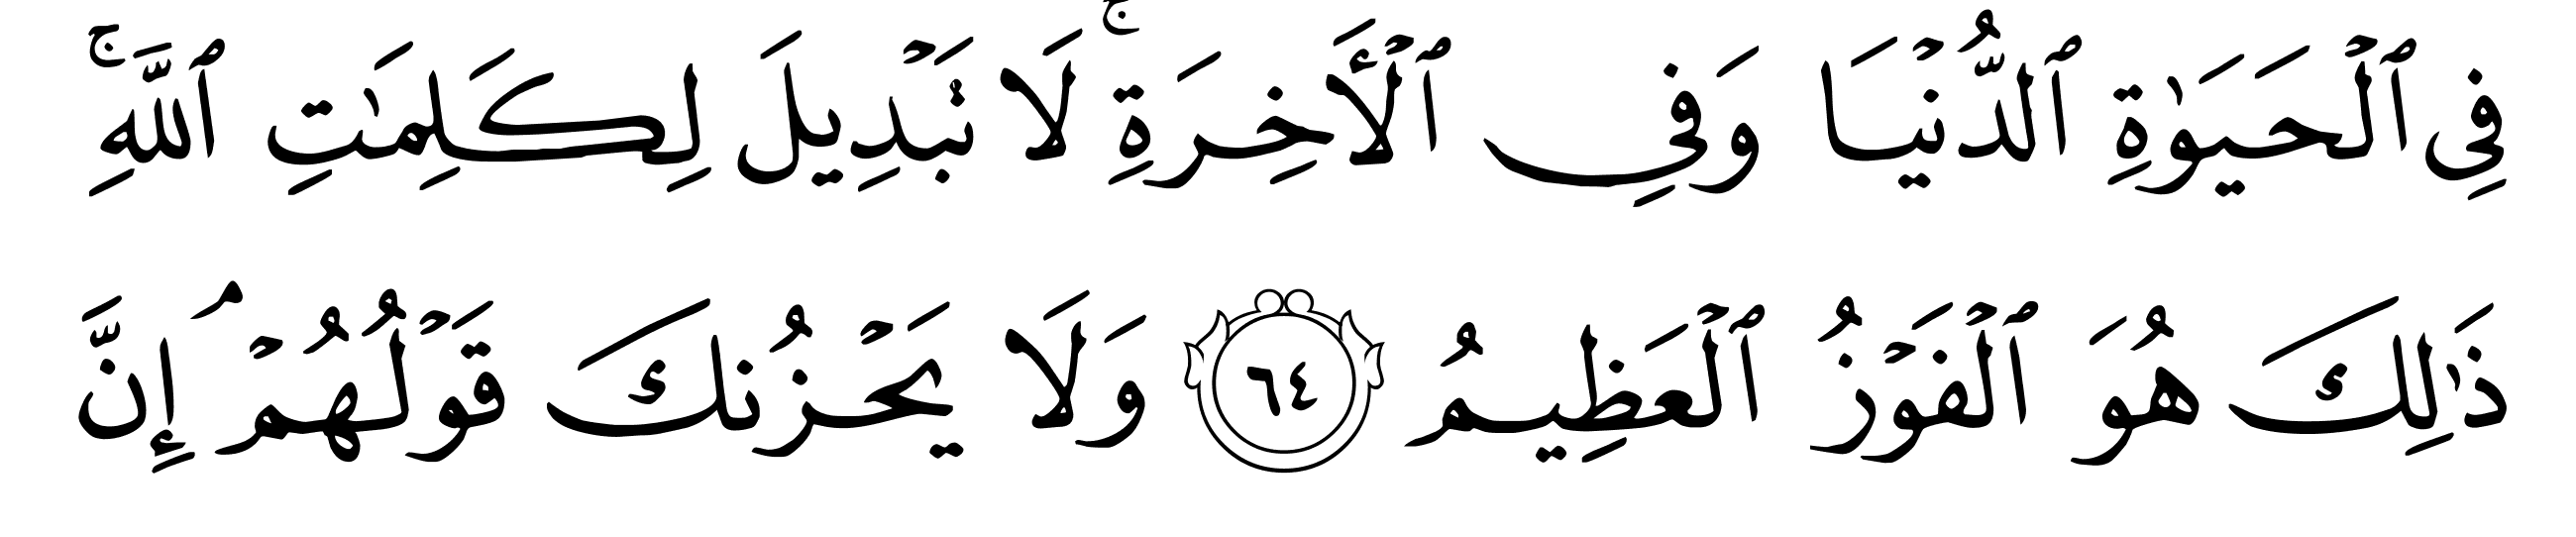 فِي ٱلْحَيَوٰةِ ٱلدُّنْيَا وَفِي ٱلْأَخِرَةِۚ لَا تَبْدِيلَ لِكَلِمَٰتِ ٱللَّهِۚ
ذَٰلِكَ هُوَ ٱلْفَوْزُ ٱلْعَظِيمُ ٦٤ وَلَا يَحْزُنكَ قَوْلُهُمْۘ إِنَّ